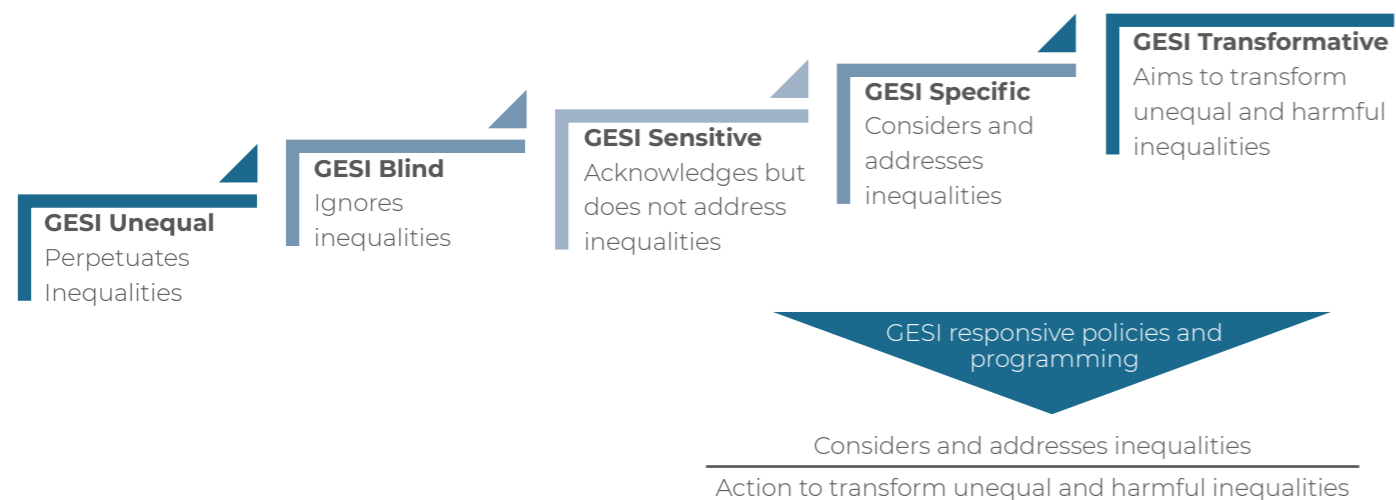 GESI Unequal
Perpetuates
Inequalities
GESI Blind
Ignores
inequalities
GESI Sensitive
Acknowledges but
does not address
inequalities
GESI Specific
Considers and
addresses
inequalities
GESI Transformative
Aims to transform
unequal and harmful
inequalities
GESI responsive policies and
programming
Considers and addresses inequalities
Action to transform unequal and harmful inequalities